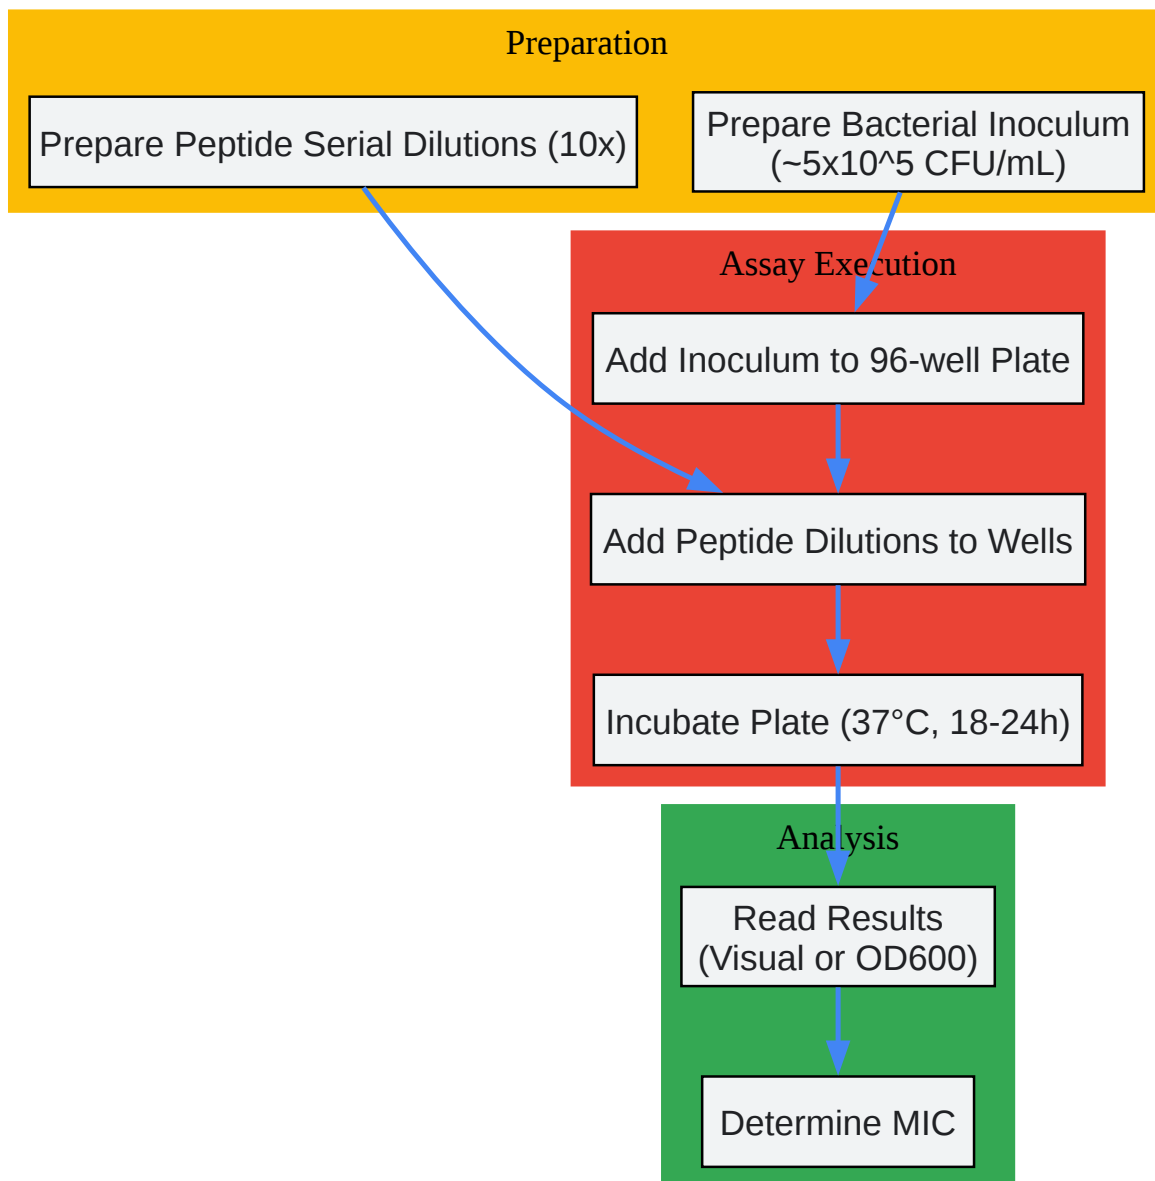 Preparation
Prepare Peptide Serial Dilutions (10x)
Prepare Bacterial Inoculum
(~5x10^5 CFU/mL)
Assay Execution
Add Inoculum to 96-well Plate
Add Peptide Dilutions to Wells
Incubate Plate (37°C, 18-24h)
Analysis
Read Results
(Visual or OD600)
Determine MIC